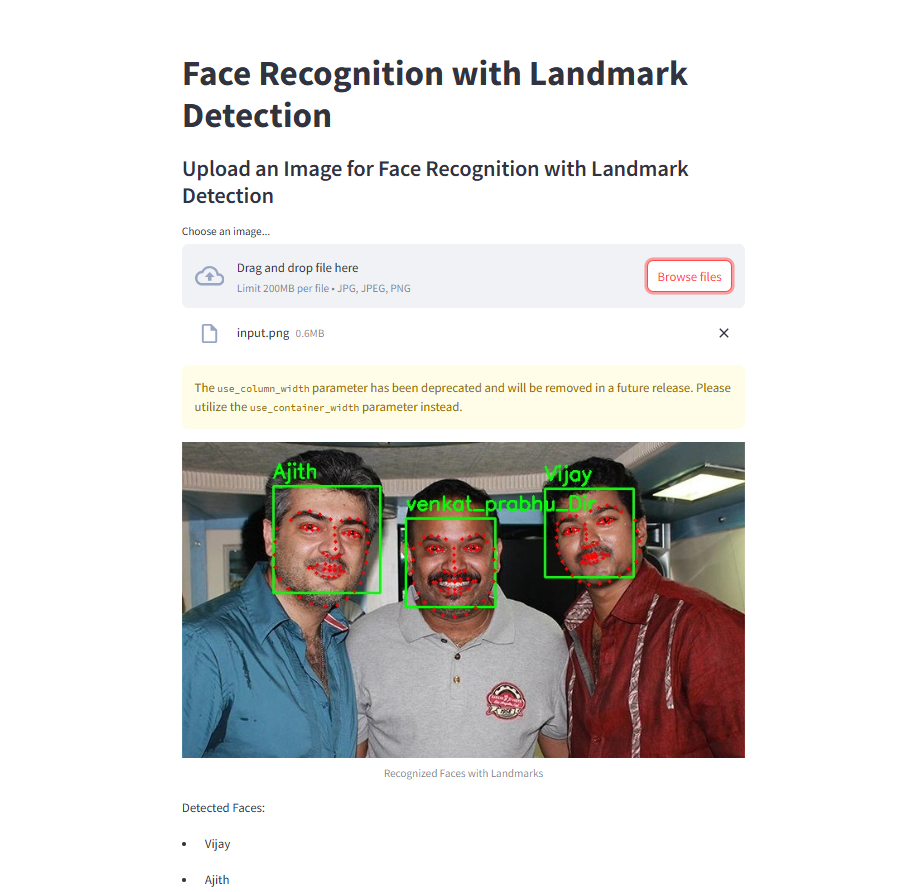 Face Recognition with Landmark
Detection
Upload an Image for Face Recognition with Landmark
Detection
Choose an image...
Drag and drop file here
Limit 200MB per file • JPG, JPEG, PNG
Browse files
input.png 0.6MB
The use_column_width parameter has been deprecated and will be removed in a future release. Please
utilize the use_container_width parameter instead.
Ajith
venkat_prabhu_Dir
Vijay
Recognized Faces with Landmarks
Detected Faces:
• Vijay
• Ajith